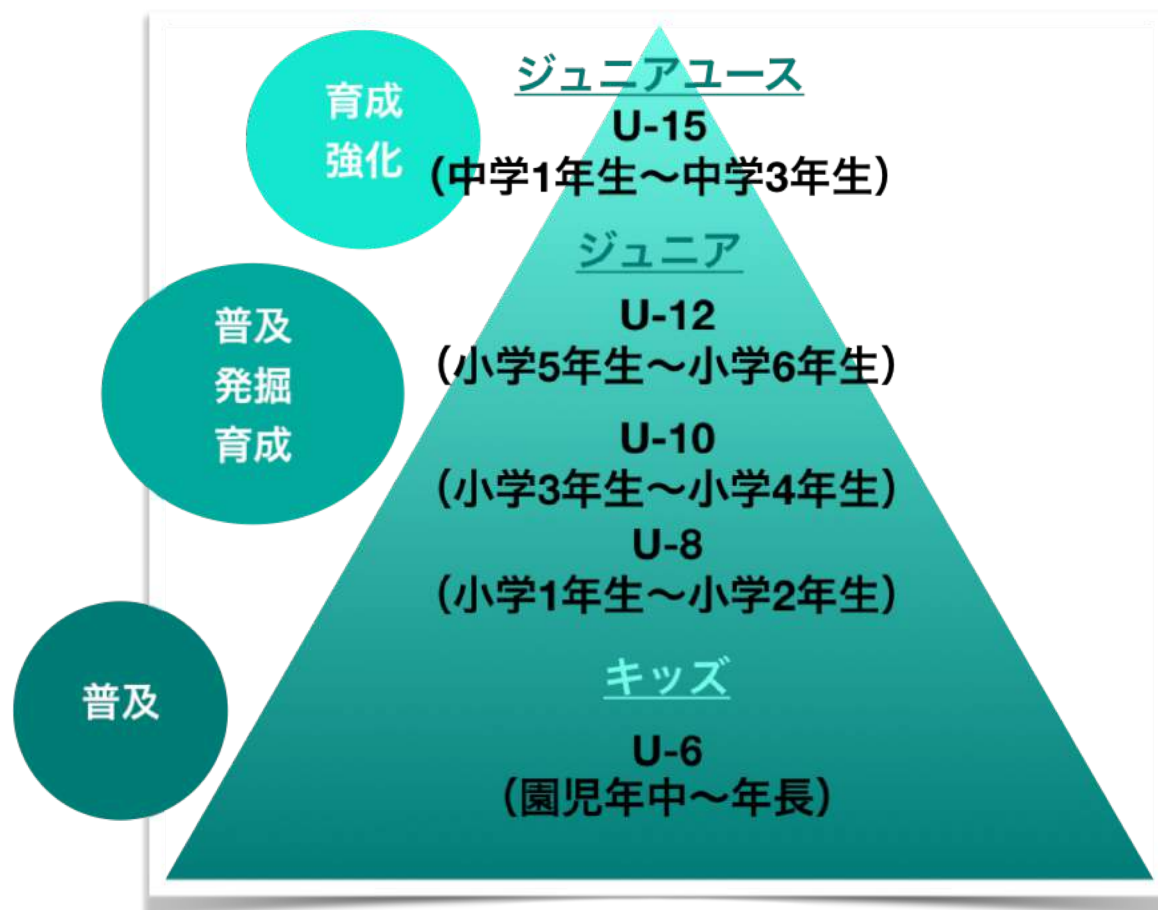 育成
強化
ジュニアユース
U-15
（中学1年生～中学3年生）
普及
発掘
育成
ジュニア
U-12
（小学5年生～小学6年生）
U-10
（小学3年生～小学4年生）
U-8
（小学1年生～小学2年生）
普及
キッズ
U-6
（園児年中～年長）